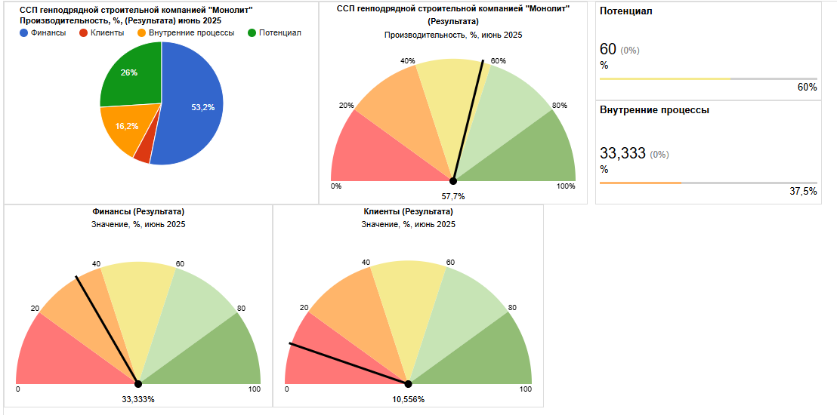 ССП генподрядной строительной компанией "Монолит"
Производительность, %, (Результата) июнь 2025
Финансы
Клиенты
Внутренние процессы
Потенциал
26%
53,2%
16,2%
ССП генподрядной строительной компанией "Монолит"
(Результата)
Производительность, %, июнь 2025
40%
60%
20%
80%
0%
100%
57,7%
Потенциал
60 (0%)
%
60%
Внутренние процессы
33,333 (0%)
%
37,5%
Финансы (Результата)
Значение, %, июнь 2025
40
60
20
80
0
100
33,333%
Клиенты (Результата)
Значение, %, июнь 2025
40
60
20
80
0
100
10,556%